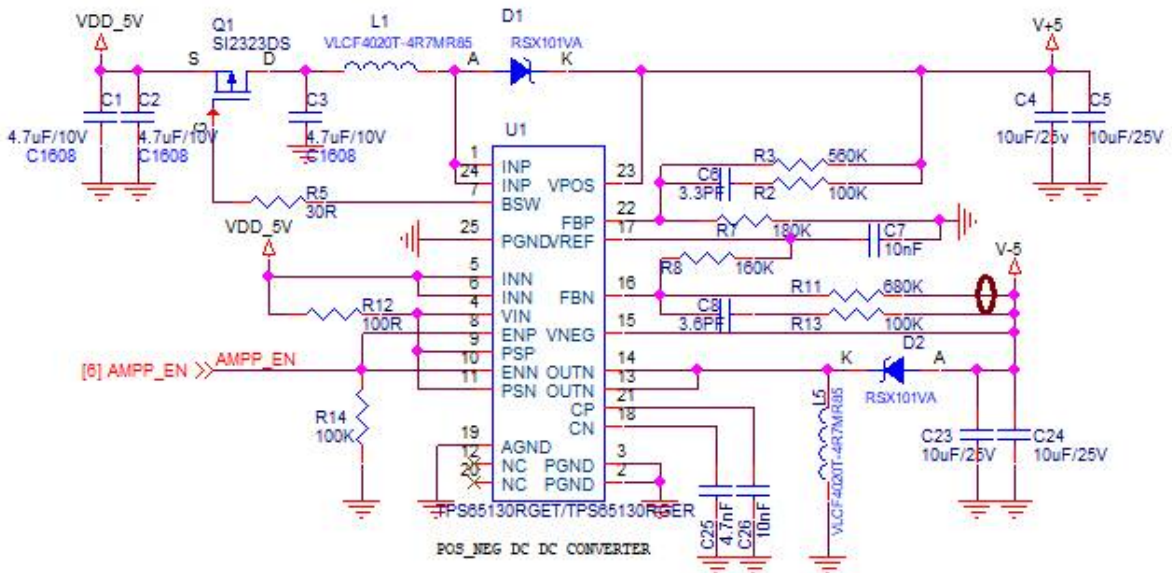 VDD_5V
Q1
SI2323DS
S
D
G
L1
VLCF4020T-4R7MR85
D1
RSX101VA
A
K
V+5
C1
4.7uF/10V
C1608
C2
4.7uF/10V
C1608
C3
4.7uF/10V
C1608
C4
10uF/25v
C5
10uF/25V
U1
1
INP
24
INP
7
BSW
R5
30R
VDD_5V
25
PGND
5
INN
6
INN
4
VIN
8
ENP
9
PSP
10
ENN
11
PSN
R12
100R
[6] AMPP_EN
AMPP_EN
R14
100K
19
AGND
12
NC
20
NC
VPOS
23
FBP
22
VREF
17
FBN
16
VNEG
15
OUTN
14
OUTN
13
CP
21
CN
18
PGND
3
PGND
2
R3
560K
C6
3.3PF
R2
100K
R7
180K
C7
10nF
R8
160K
R11
680K
C8
3.6PF
R13
100K
V-5
D2
K
A
RSX101VA
L5
VLCF4020T-4R7MR85
C23
10uF/25V
C24
10uF/25V
C25
4.7nF
C26
10nF
TPS65130RGET/TPS65130RGER
POS_NEG DC DC CONVERTER